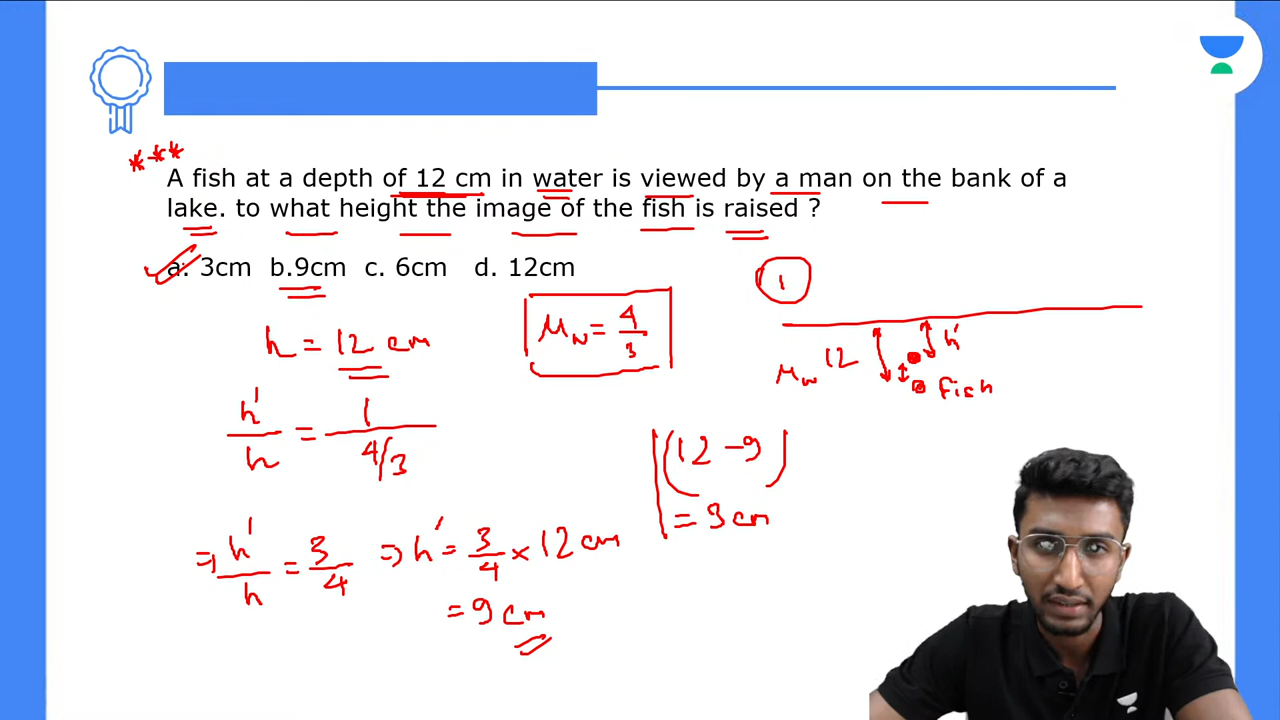 ***
A fish at a depth of 12 cm in water is viewed by a man on the bank of a
lake. to what height the image of the fish is raised ?
a. 3cm b.9cm c. 6cm d. 12cm
h = 12 cm
μw = 4/3
1
μw 12 h'
fish
h'/h = 1/(4/3)
(12 - 9)
= 3 cm
⇒ h'/h = 3/4 ⇒ h' = 3/4 × 12 cm
= 9 cm